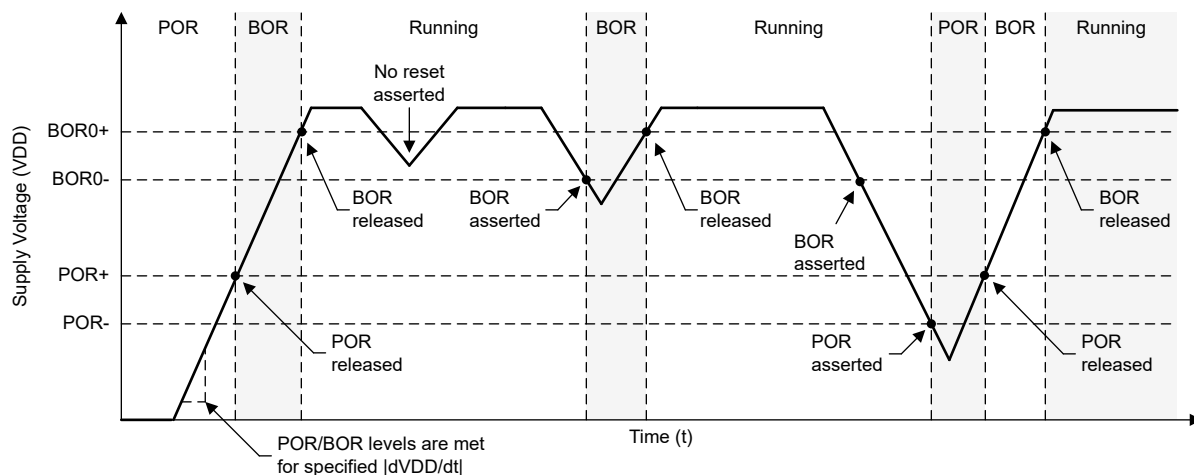 POR
BOR
Running
BOR
Running
POR
BOR
Running
No reset
asserted
Supply Voltage (VDD)
BOR0+
BOR0-
POR+
POR-
BOR
released
BOR
asserted
BOR
released
BOR
asserted
BOR
released
POR
released
POR
asserted
POR
released
POR/BOR levels are met
for specified |dVDD/dt|
Time (t)